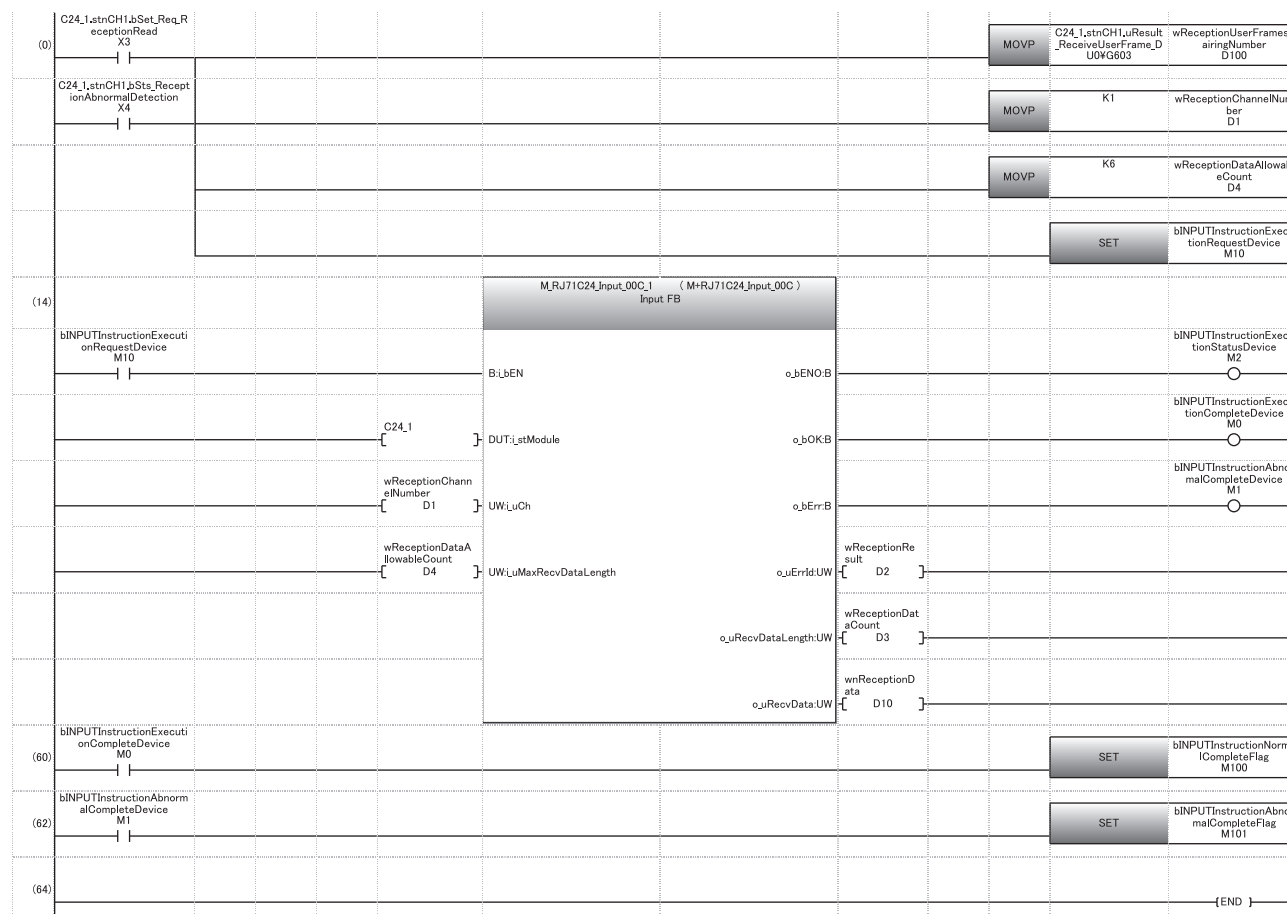 C24_1.stnCH1.bSet_Req_R
eceptionRead
X3
(0)
MOVP
C24_1.stnCH1.uResult
_ReceiveUserFrame_D
U0¥G603
wReceptionUserFrames
airingNumber
D100
C24_1.stnCH1.bSts_Recept
ionAbnormalDetection
X4
MOVP
K1
wReceptionChannelNum
ber
D1
MOVP
K6
wReceptionDataAllowal
eCount
D4
SET
bINPUTInstructionExec
tionRequestDevice
M10
(14)
M_RJ71C24_Input_00C_1 ( M+RJ71C24_Input_00C )
Input FB
bINPUTInstructionExecuti
onRequestDevice
M10
B:i_bEN
o_bENO:B
bINPUTInstructionExec
tionStatusDevice
M2
C24_1
DUT:i_stModule
o_bOK:B
bINPUTInstructionExec
tionCompleteDevice
M0
wReceptionChann
elNumber
D1
UW:i_uCh
o_bErr:B
bINPUTInstructionAbno
malCompleteDevice
M1
wReceptionDataA
llowableCount
D4
UW:i_uMaxRecvDataLength
o_uErrId:UW
wReceptionRe
sult
D2
o_uRecvDataLength:UW
wReceptionDat
aCount
D3
o_uRecvData:UW
wnReceptionD
ata
D10
bINPUTInstructionExecuti
onCompleteDevice
M0
(60)
SET
bINPUTInstructionNorm
lCompleteFlag
M100
bINPUTInstructionAbnorm
alCompleteDevice
M1
(62)
SET
bINPUTInstructionAbno
malCompleteFlag
M101
(64)
END